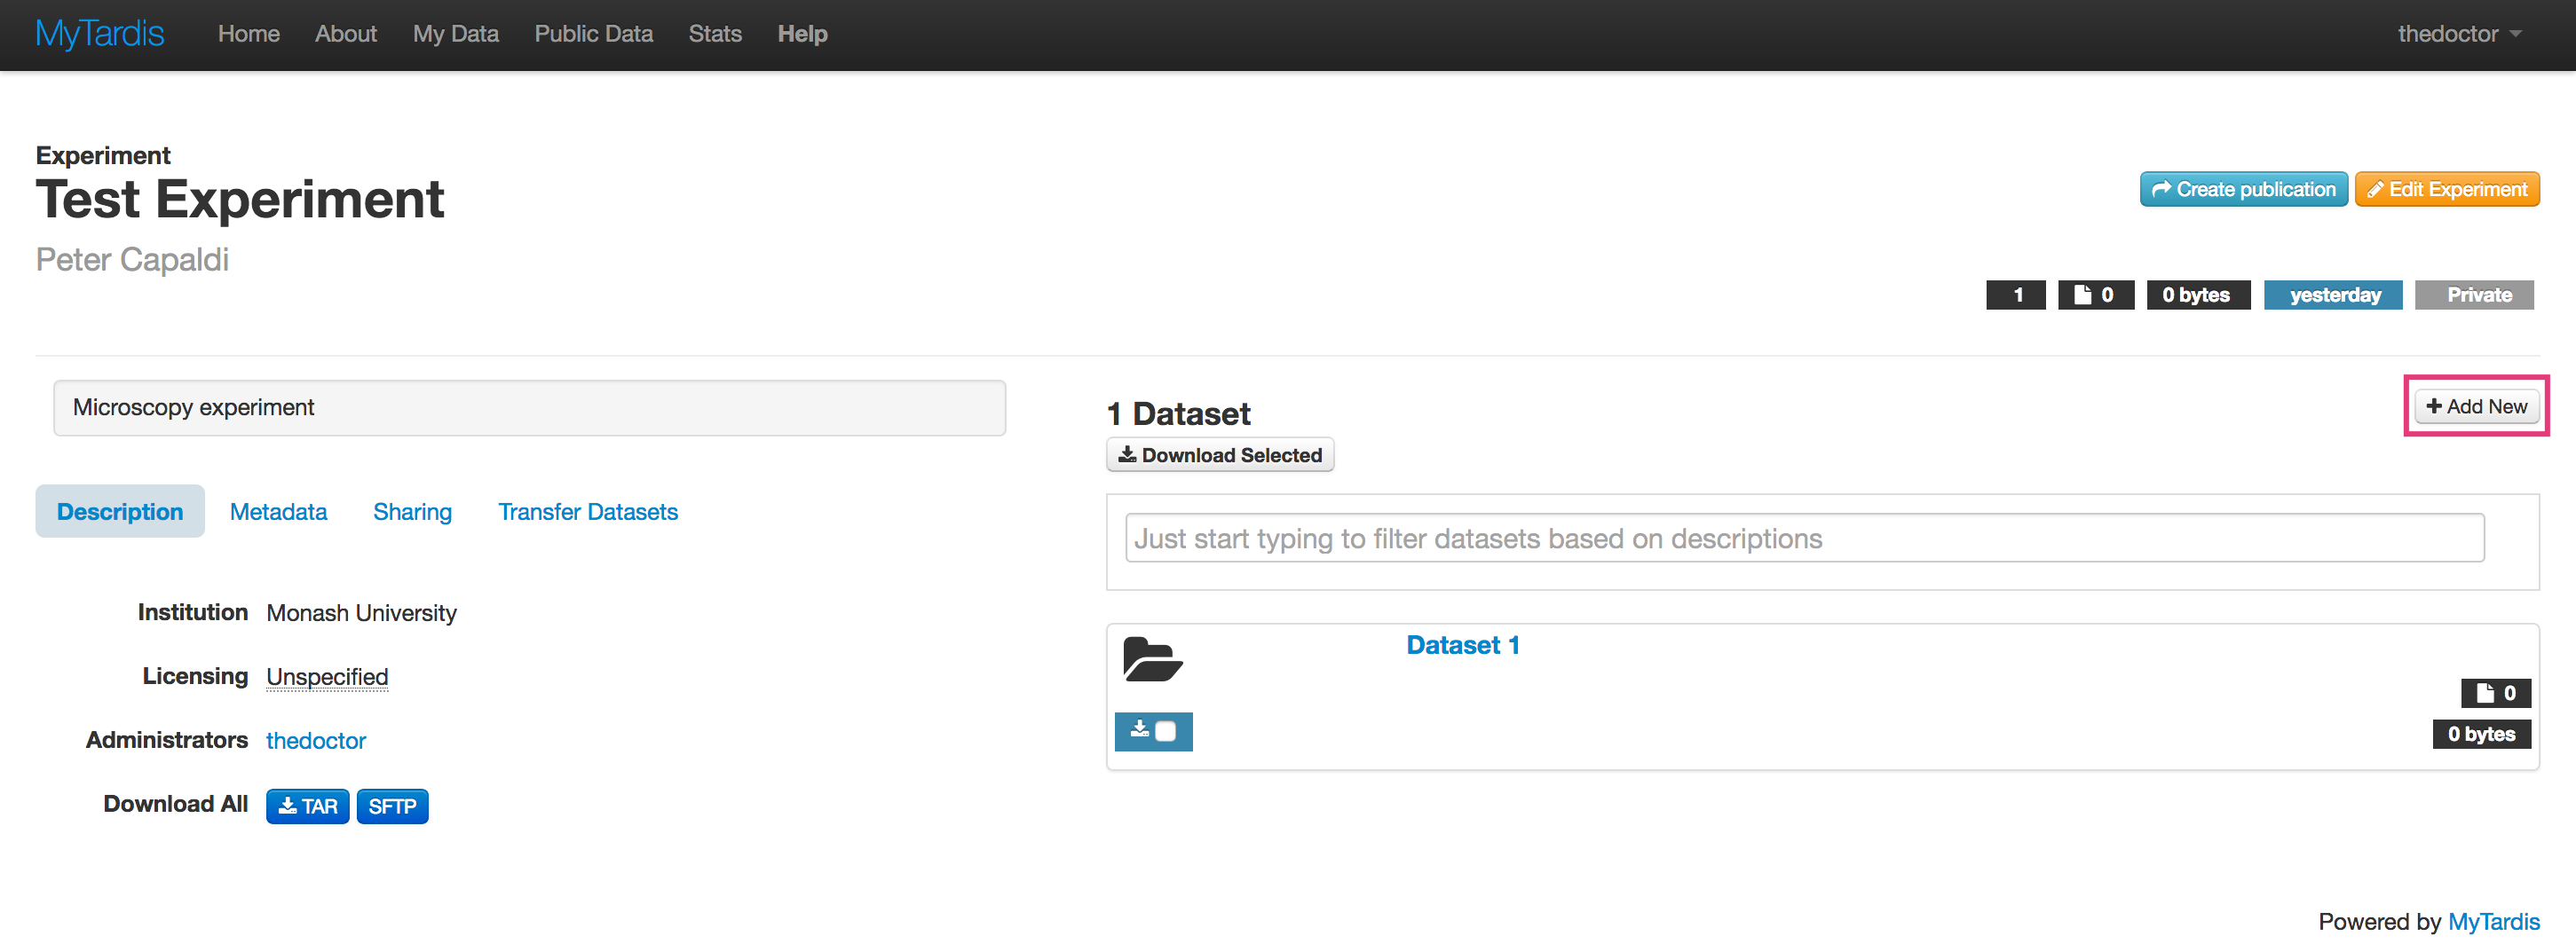 MyTardis Home About My Data Public Data Stats Help thedoctor
Experiment
Test Experiment
Create publication Edit Experiment
Peter Capaldi
1 0 0 bytes yesterday Private
Microscopy experiment
1 Dataset
Add New
Download Selected
Description Metadata Sharing Transfer Datasets
Just start typing to filter datasets based on descriptions
Institution Monash University
Licensing Unspecified
Administrators thedoctor
Download All TAR SFTP
Dataset 1
0
0 bytes
Powered by MyTardis